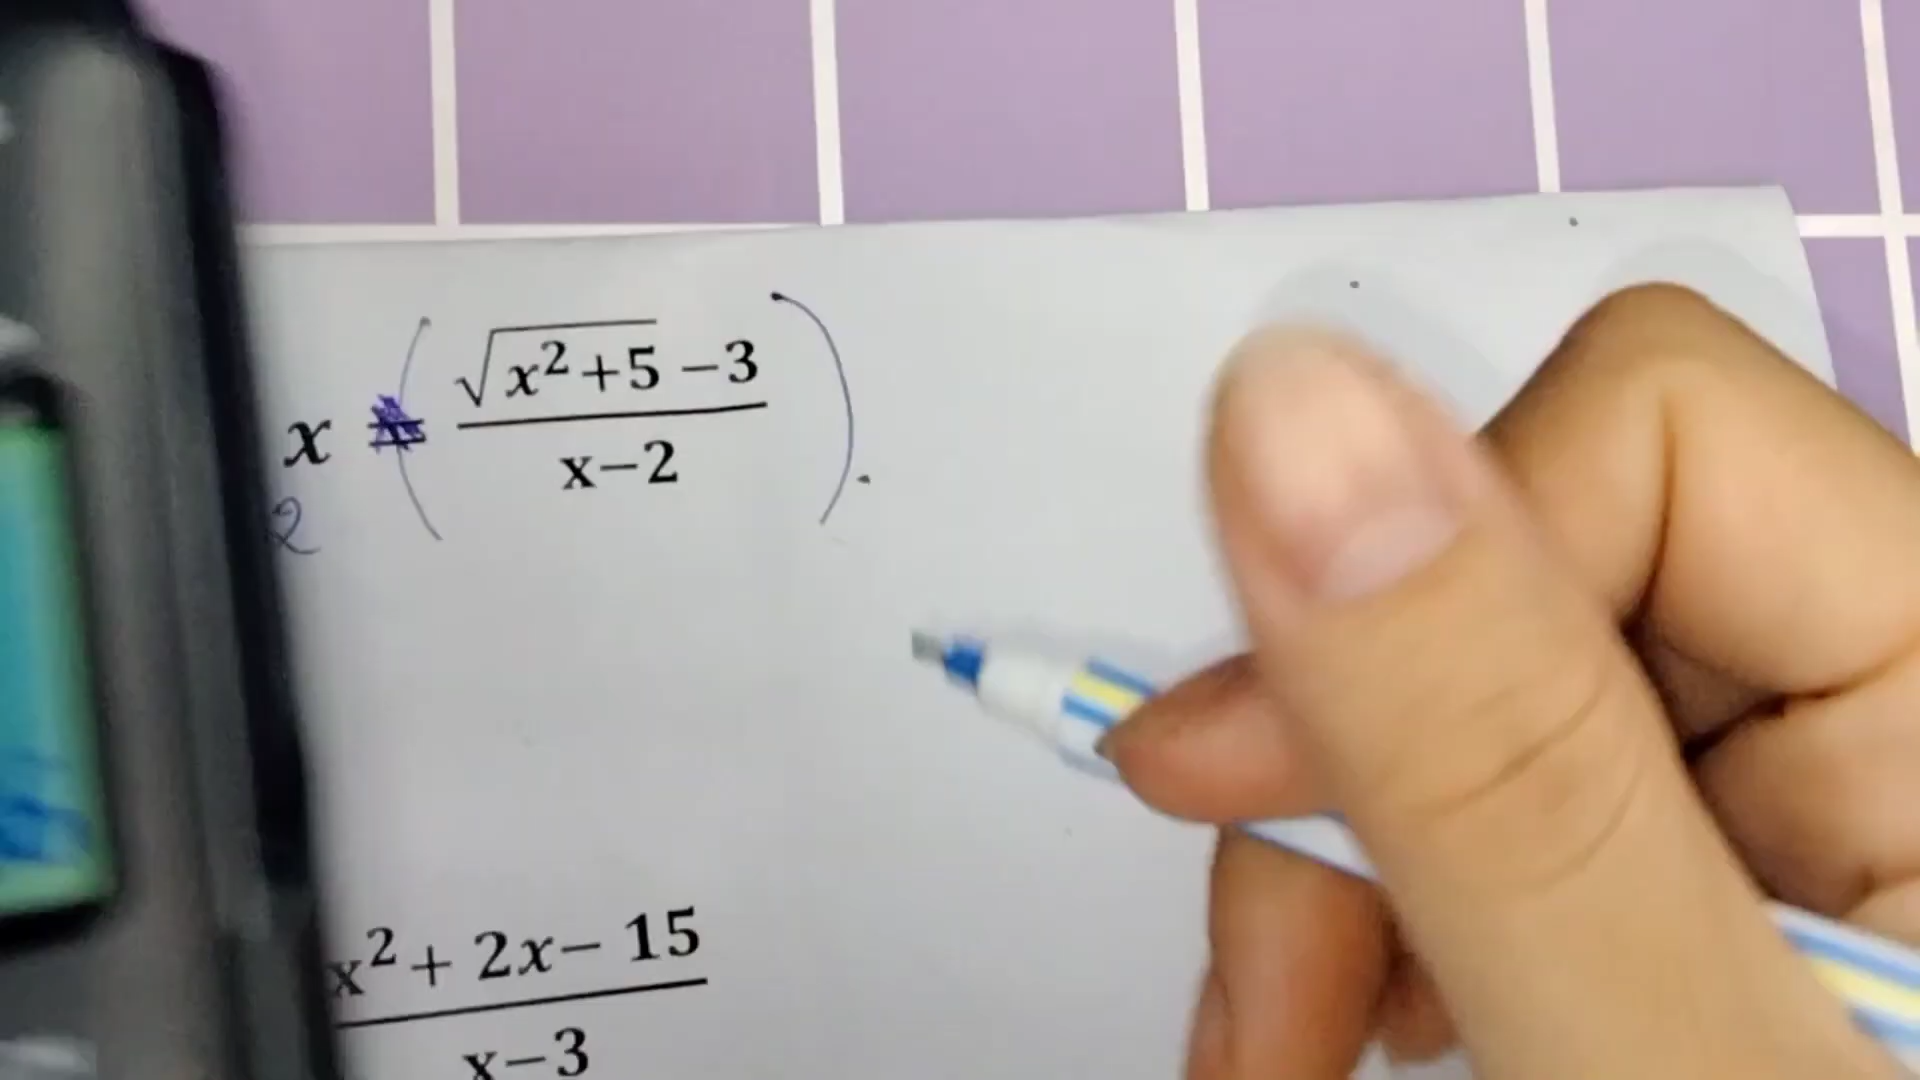 x (√x²+5 −3
x−2).
2
x² + 2x− 15
x−3